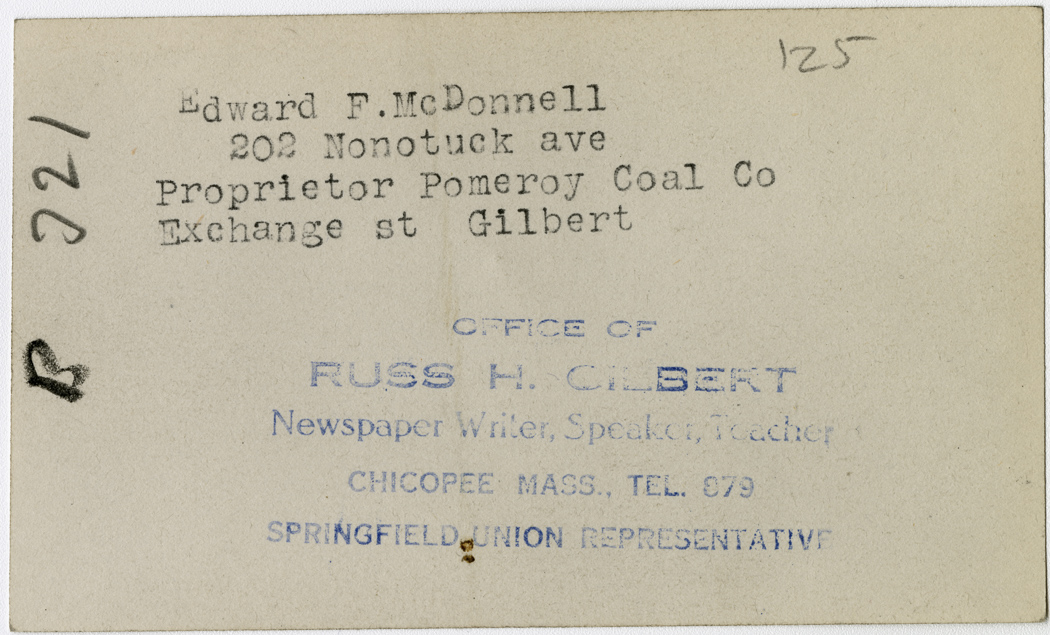 125
Edward F.McDonnell
202 Nonotuck ave
Proprietor Pomeroy Coal Co
Exchange st Gilbert
OFFICE OF
RUSS H. GILBERT
Newspaper Writer, Speaker, Teacher
CHICOPEE MASS., TEL. 879
SPRINGFIELD UNION REPRESENTATIVE
B